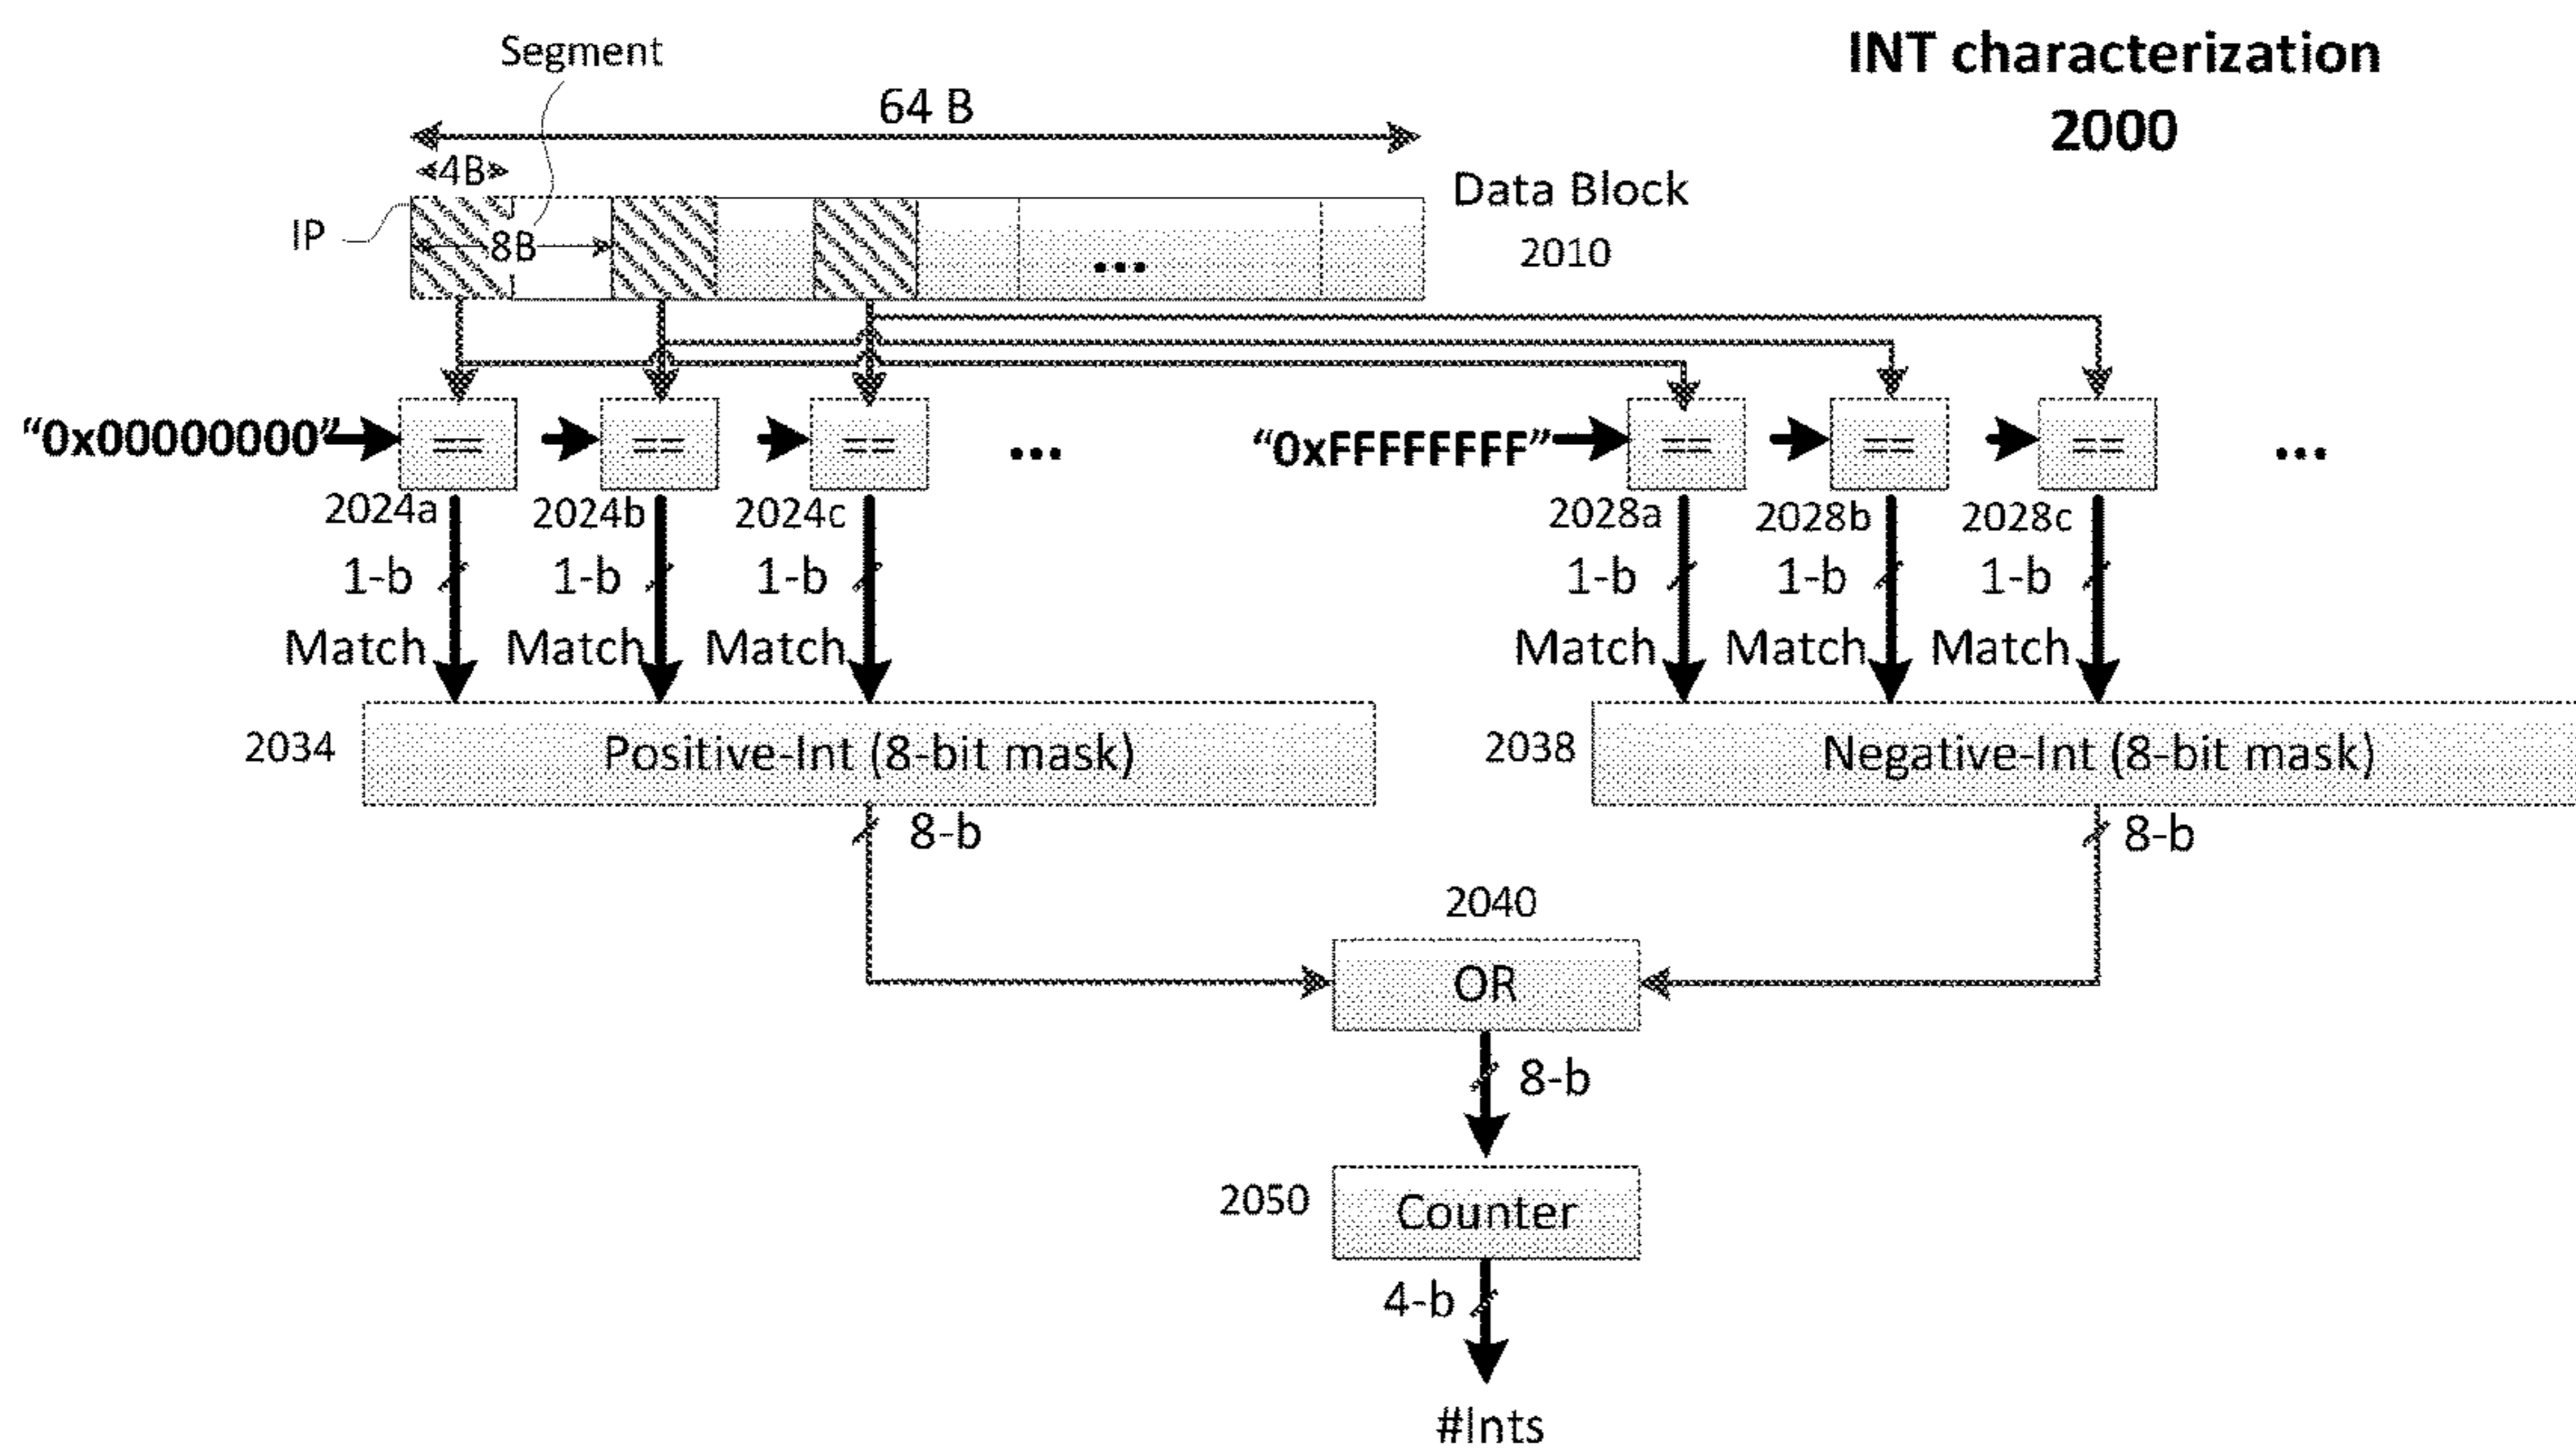 Segment
INT characterization
2000
64 B
4B
Data Block
2010
IP
8B
...
"0x00000000"
==
==
==
...
"0xFFFFFFFF"
==
==
==
...
2024a
2024b
2024c
2028a
2028b
2028c
1-b
1-b
1-b
1-b
1-b
1-b
Match
Match
Match
Match
Match
Match
2034
Positive-Int (8-bit mask)
2038
Negative-Int (8-bit mask)
8-b
8-b
2040
OR
8-b
2050
Counter
4-b
#Ints